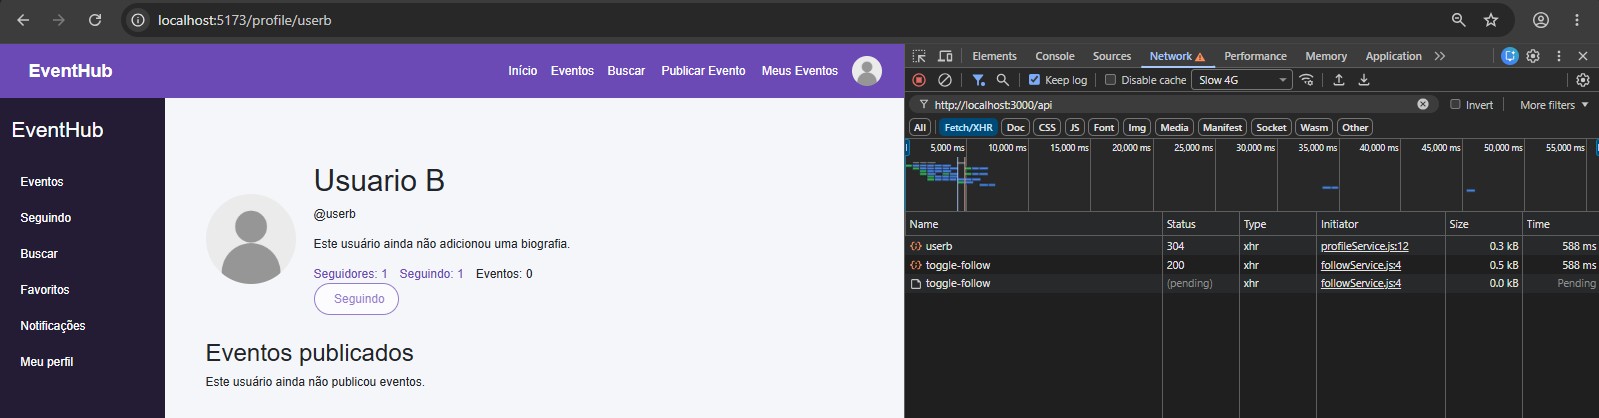 localhost:5173/profile/userb
EventHub
Início Eventos Buscar Publicar Evento Meus Eventos
EventHub
Eventos
Seguindo
Buscar
Favoritos
Notificações
Meu perfil
Usuario B
@userb
Este usuário ainda não adicionou uma biografia.
Seguidores: 1 Seguindo: 1 Eventos: 0
Seguindo
Eventos publicados
Este usuário ainda não publicou eventos.
Elements Console Sources Network Performance Memory Application
Keep log Disable cache Slow 4G
http://localhost:3000/api Invert More filters
All Fetch/XHR Doc CSS JS Font Img Media Manifest Socket Wasm Other
5,000 ms 10,000 ms 15,000 ms 20,000 ms 25,000 ms 30,000 ms 35,000 ms 40,000 ms 45,000 ms 50,000 ms 55,000 ms
Name Status Type Initiator Size Time
userb 304 xhr profileService.js:12 0.3 kB 588 ms
toggle-follow 200 xhr followService.js:4 0.5 kB 588 ms
toggle-follow (pending) xhr followService.js:4 0.0 kB Pending